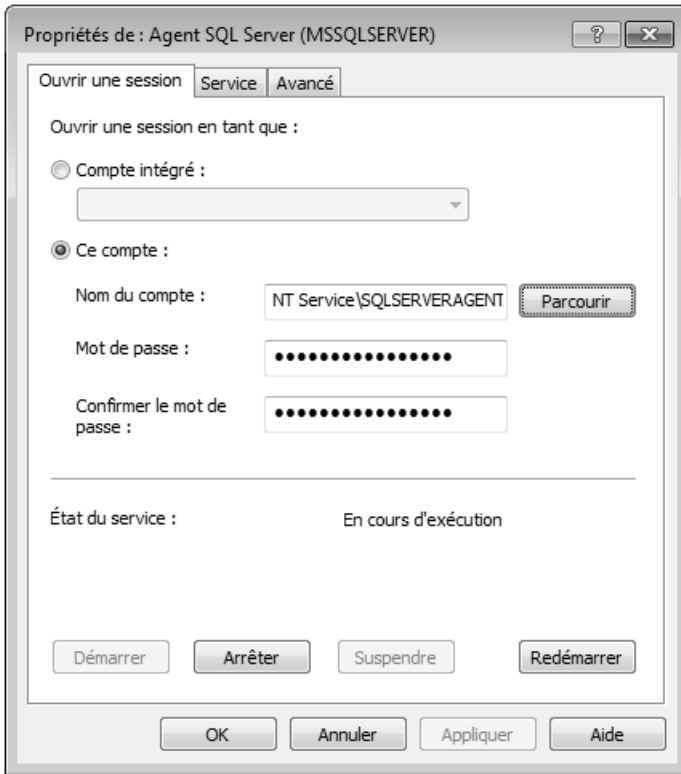 Propriétés de : Agent SQL Server (MSSQLSERVER)
Ouvrir une session Service Avancé
Ouvrir une session en tant que :
Compte intégré :
Ce compte :
Nom du compte : NT Service\SQLSERVERAGENT Parcourir
Mot de passe : ••••••••••••••••
Confirmer le mot de
passe : ••••••••••••••••
État du service : En cours d'exécution
Démarrer Arrêter Suspendre Redémarrer
OK Annuler Appliquer Aide